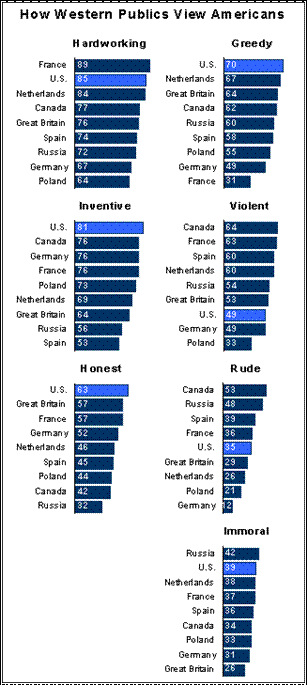 How Western Publics View Americans
Hardworking
France 89
U.S. 85
Netherlands 84
Canada 77
Great Britain 76
Spain 74
Russia 72
Germany 67
Poland 64
Greedy
U.S. 70
Netherlands 67
Great Britain 64
Canada 62
Russia 60
Spain 58
Poland 55
Germany 49
France 31
Inventive
U.S. 81
Canada 76
Germany 76
France 76
Poland 73
Netherlands 69
Great Britain 64
Russia 56
Spain 53
Violent
Canada 64
France 63
Spain 60
Netherlands 60
Russia 54
Great Britain 53
U.S. 49
Germany 49
Poland 33
Honest
U.S. 63
Great Britain 57
France 57
Germany 52
Netherlands 46
Spain 45
Poland 44
Canada 42
Russia 32
Rude
Canada 53
Russia 48
Spain 39
France 36
U.S. 35
Great Britain 29
Netherlands 26
Poland 21
Germany 12
Immoral
Russia 42
U.S. 39
Netherlands 38
France 37
Spain 36
Canada 34
Poland 33
Germany 31
Great Britain 26